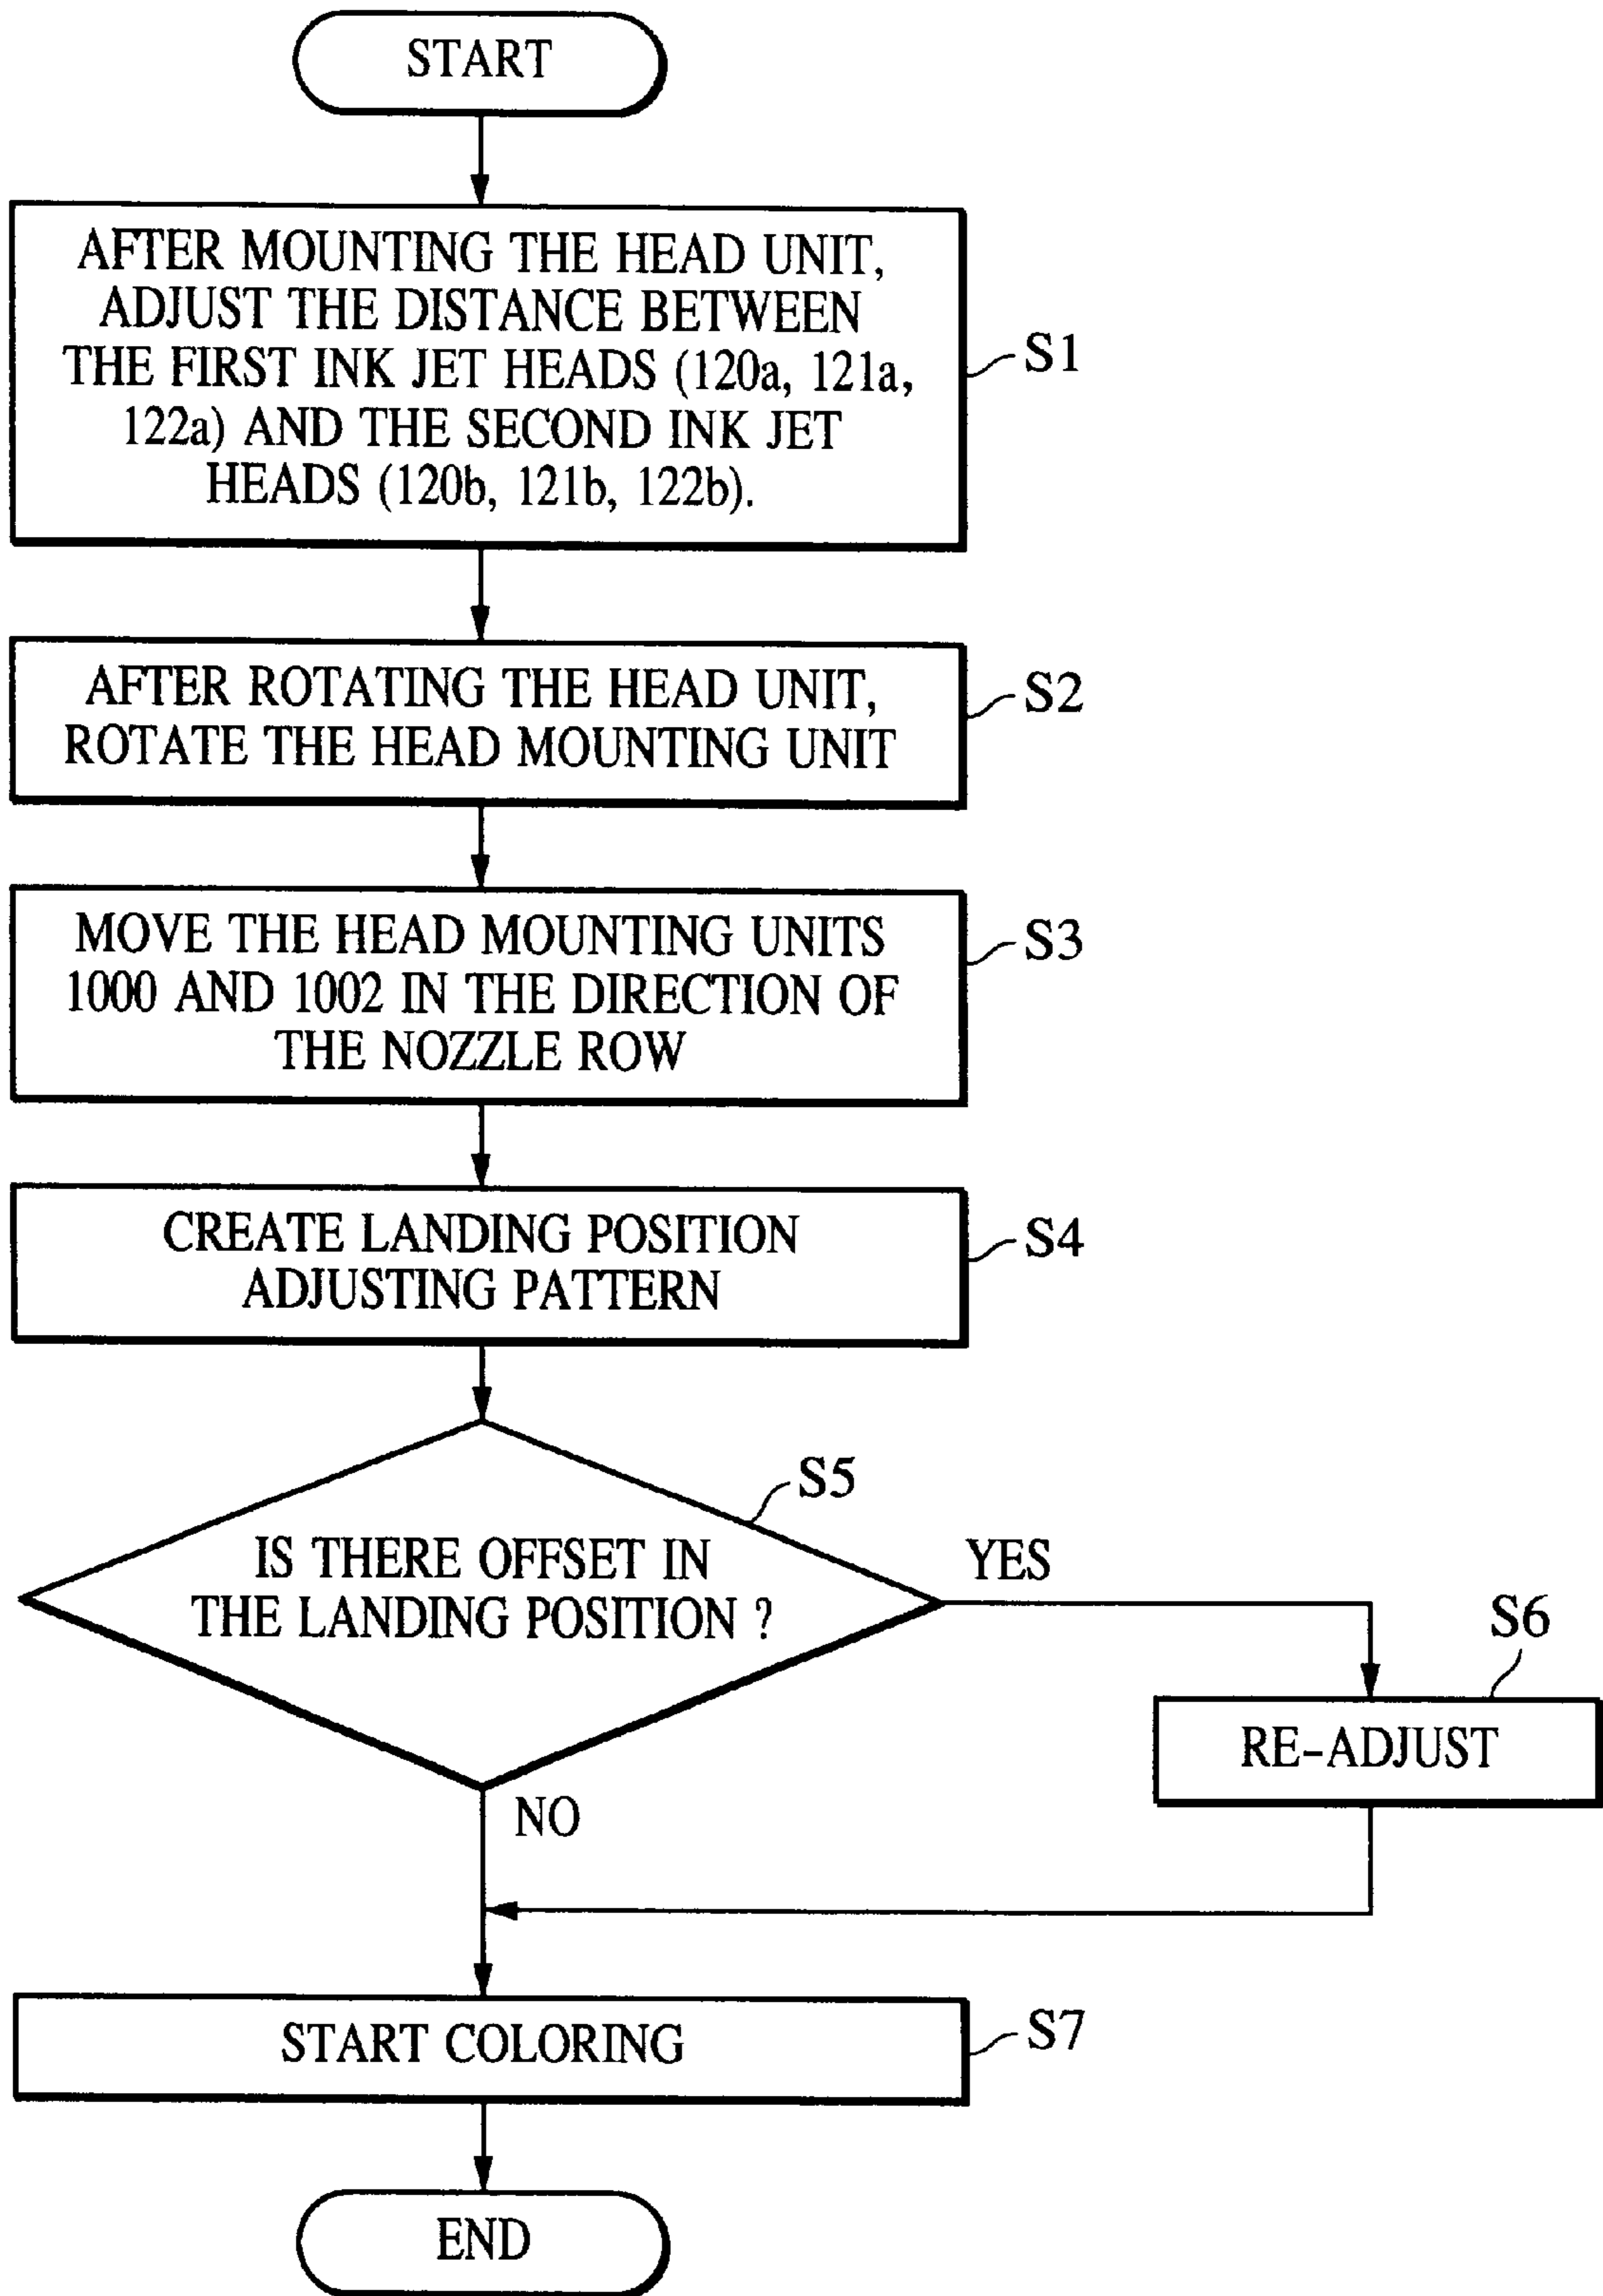 START
AFTER MOUNTING THE HEAD UNIT,
ADJUST THE DISTANCE BETWEEN
THE FIRST INK JET HEADS (120a, 121a,
122a) AND THE SECOND INK JET
HEADS (120b, 121b, 122b).
S1
AFTER ROTATING THE HEAD UNIT,
ROTATE THE HEAD MOUNTING UNIT
S2
MOVE THE HEAD MOUNTING UNITS
1000 AND 1002 IN THE DIRECTION OF
THE NOZZLE ROW
S3
CREATE LANDING POSITION
ADJUSTING PATTERN
S4
S5
IS THERE OFFSET IN
THE LANDING POSITION ?
YES
S6
RE-ADJUST
NO
START COLORING
S7
END